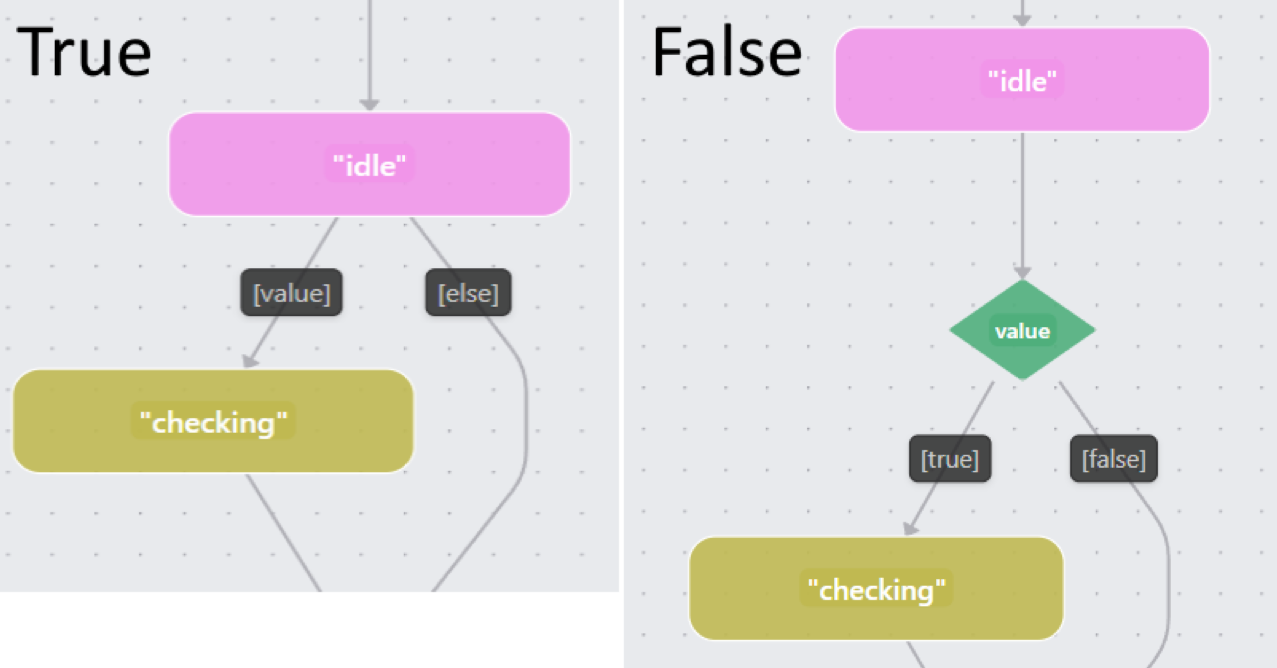 True
"idle"
[value]
[else]
"checking"
False
"idle"
value
[true]
[false]
"checking"